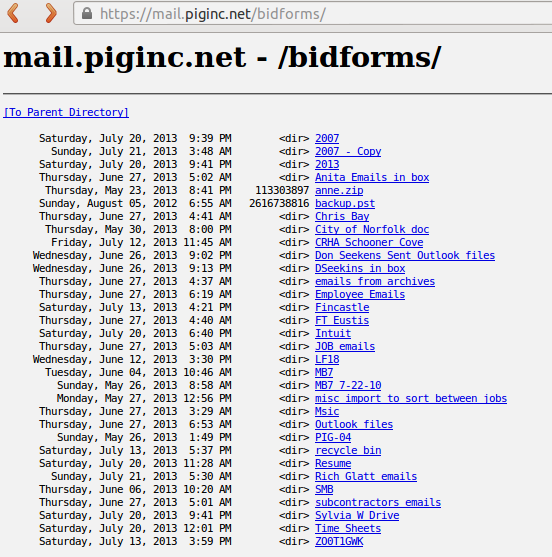 https://mail.piginc.net/bidforms/
mail.piginc.net - /bidforms/
[To Parent Directory]
Saturday, July 20, 2013 9:39 PM <dir> 2007
Sunday, July 21, 2013 3:48 AM <dir> 2007 - Copy
Saturday, July 20, 2013 9:41 PM <dir> 2013
Thursday, June 27, 2013 5:02 AM <dir> Anita Emails in box
Thursday, May 23, 2013 8:41 PM 113303897 anne.zip
Sunday, August 05, 2012 6:55 AM 2616738816 backup.pst
Thursday, June 27, 2013 4:41 AM <dir> Chris Bay
Thursday, May 30, 2013 8:00 PM <dir> City of Norfolk doc
Friday, July 12, 2013 11:45 AM <dir> CRHA Schooner Cove
Wednesday, June 26, 2013 9:02 PM <dir> Don Seekens Sent Outlook files
Wednesday, June 26, 2013 9:13 PM <dir> DSeekins in box
Thursday, June 27, 2013 4:37 AM <dir> emails from archives
Thursday, June 27, 2013 6:19 AM <dir> Employee Emails
Saturday, July 13, 2013 4:21 PM <dir> Fincastle
Thursday, June 27, 2013 4:40 AM <dir> FT Eustis
Saturday, July 20, 2013 6:40 PM <dir> Intuit
Thursday, June 27, 2013 5:03 AM <dir> JOB emails
Wednesday, June 12, 2013 3:30 PM <dir> LF18
Tuesday, June 04, 2013 10:46 AM <dir> MB7
Sunday, May 26, 2013 8:58 AM <dir> MB7 7-22-10
Monday, May 27, 2013 12:56 PM <dir> misc import to sort between jobs
Thursday, June 27, 2013 3:29 AM <dir> Msic
Thursday, June 27, 2013 6:53 AM <dir> Outlook files
Sunday, May 26, 2013 1:49 PM <dir> PIG-04
Saturday, July 13, 2013 5:37 PM <dir> recycle bin
Saturday, July 20, 2013 11:28 AM <dir> Resume
Sunday, July 21, 2013 5:30 AM <dir> Rich Glatt emails
Thursday, June 06, 2013 10:20 AM <dir> SMB
Thursday, June 27, 2013 5:01 AM <dir> subcontractors emails
Saturday, July 20, 2013 9:41 PM <dir> Sylvia W Drive
Saturday, July 20, 2013 12:01 PM <dir> Time Sheets
Saturday, July 13, 2013 3:59 PM <dir> ZO0T1GWK